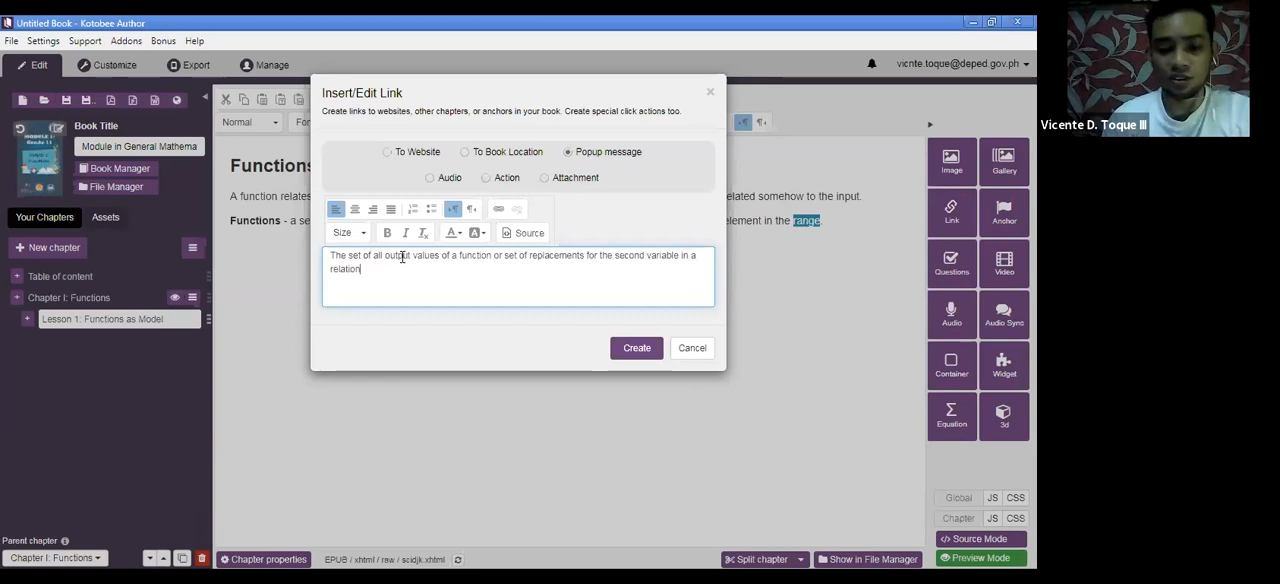 Untitled Book - Kotobee Author
File Settings Support Addons Bonus Help
Edit Customize Export Manage
vicnte.toque@deped.gov.ph
Vicente D. Toque III
Book Title
Module in General Mathema
Book Manager
File Manager
Your Chapters Assets
New chapter
Table of content
Chapter I: Functions
Lesson 1: Functions as Model
Parent chapter
Chapter I: Functions
Normal
Functions
A function relates
elated somehow to the input.
Functions - a se
element in the range.
Insert/Edit Link
Create links to websites, other chapters, or anchors in your book. Create special click actions too.
To Website To Book Location Popup message
Audio Action Attachment
Size B I Tx A A Source
The set of all output values of a function or set of replacements for the second variable in a
relation
Create Cancel
Image Gallery
Link Anchor
Questions Video
Audio Audio Sync
Container Widget
Equation 3d
Global JS CSS
Chapter JS CSS
Source Mode
Preview Mode
Chapter properties EPUB / xhtml / raw / scidjk.xhtml Split chapter Show in File Manager